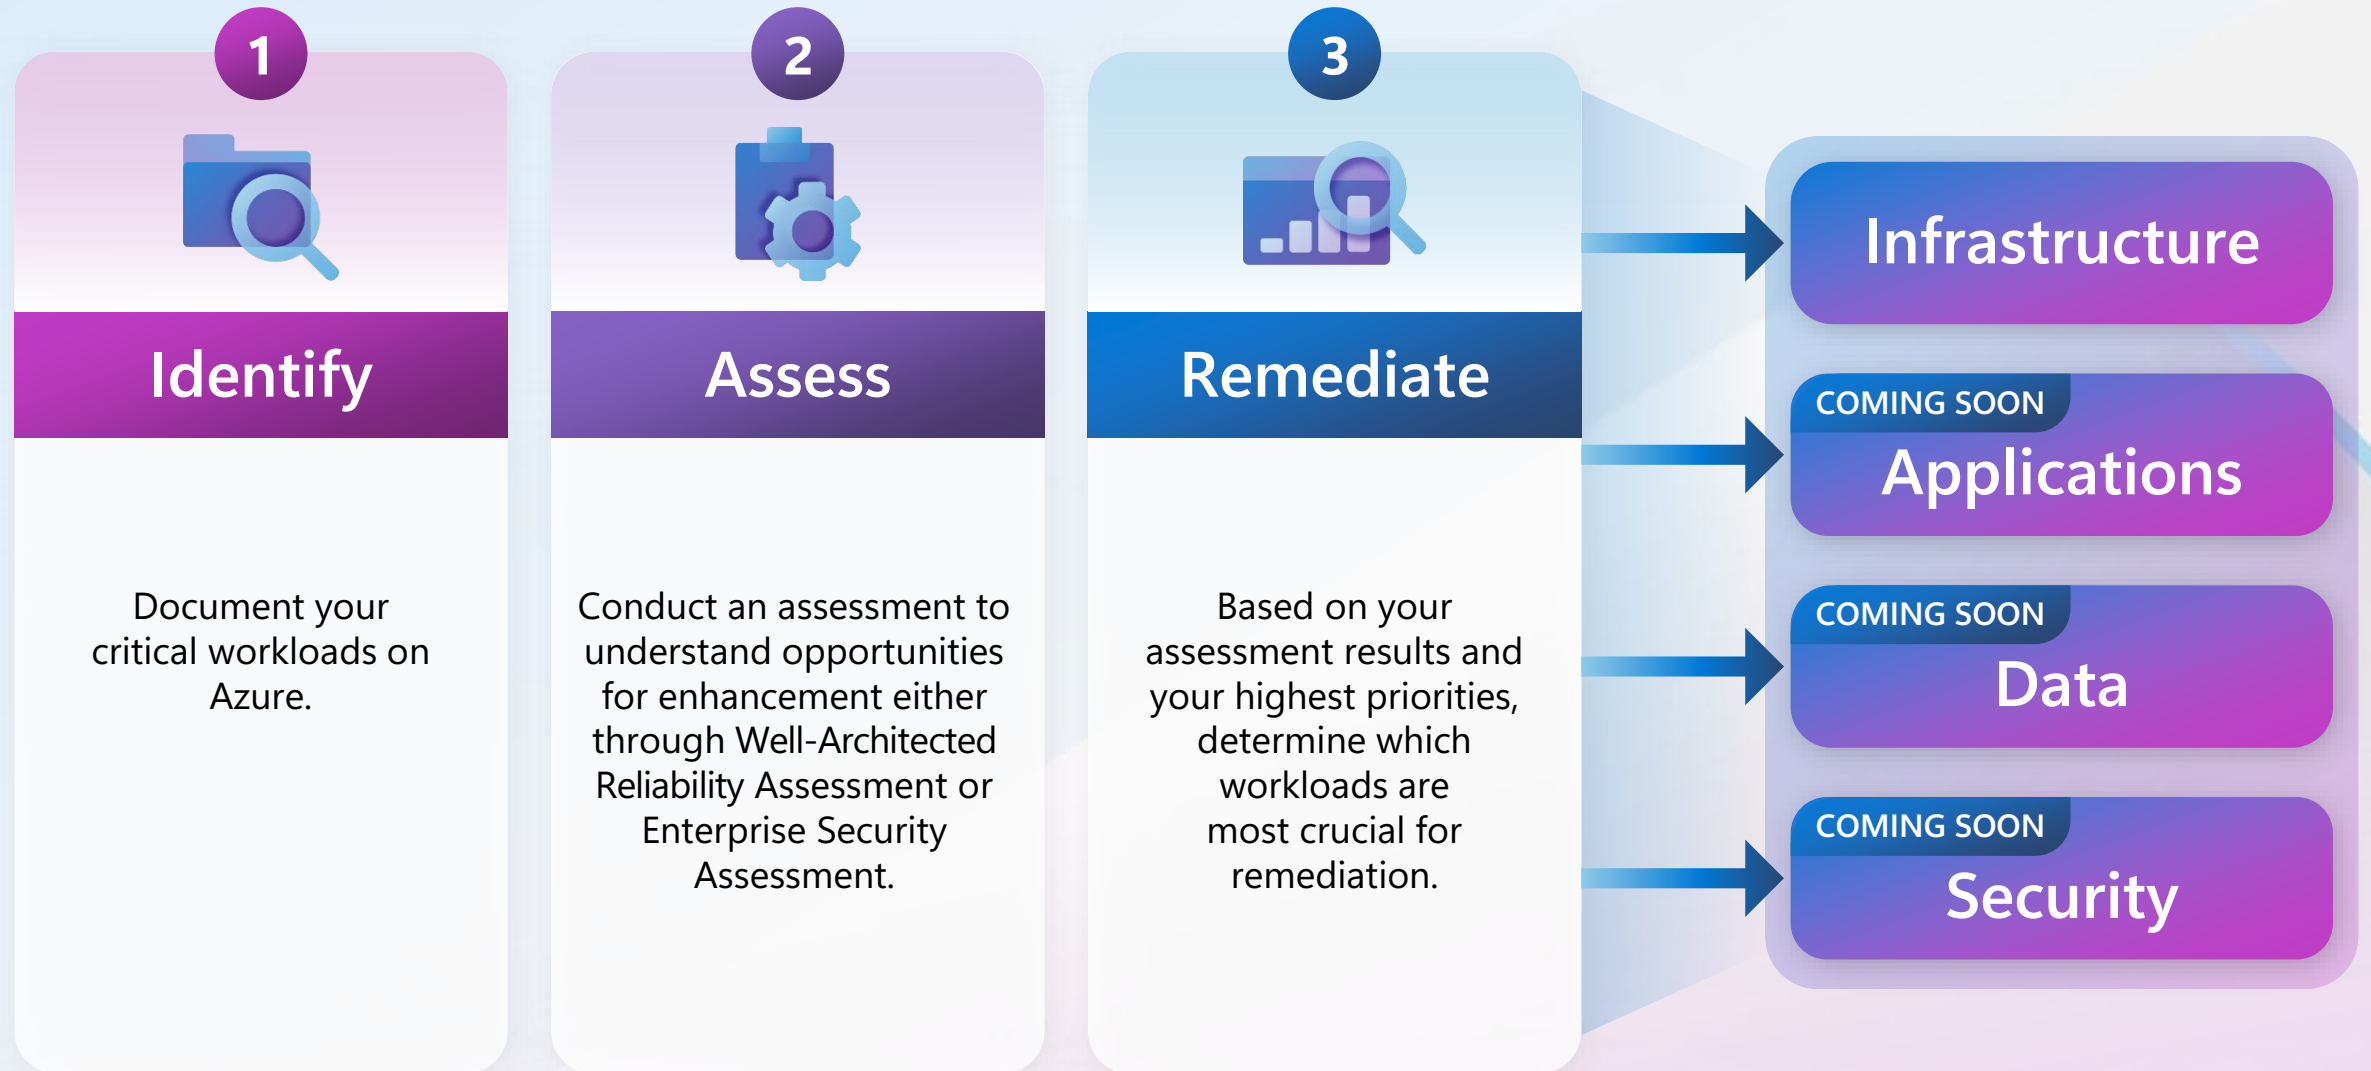 1
Identify
Document your
critical workloads on
Azure.
2
Assess
Conduct an assessment to
understand opportunities
for enhancement either
through Well-Architected
Reliability Assessment or
Enterprise Security
Assessment.
3
Remediate
Based on your
assessment results and
your highest priorities,
determine which
workloads are
most crucial for
remediation.
Infrastructure
COMING SOON
Applications
COMING SOON
Data
COMING SOON
Security